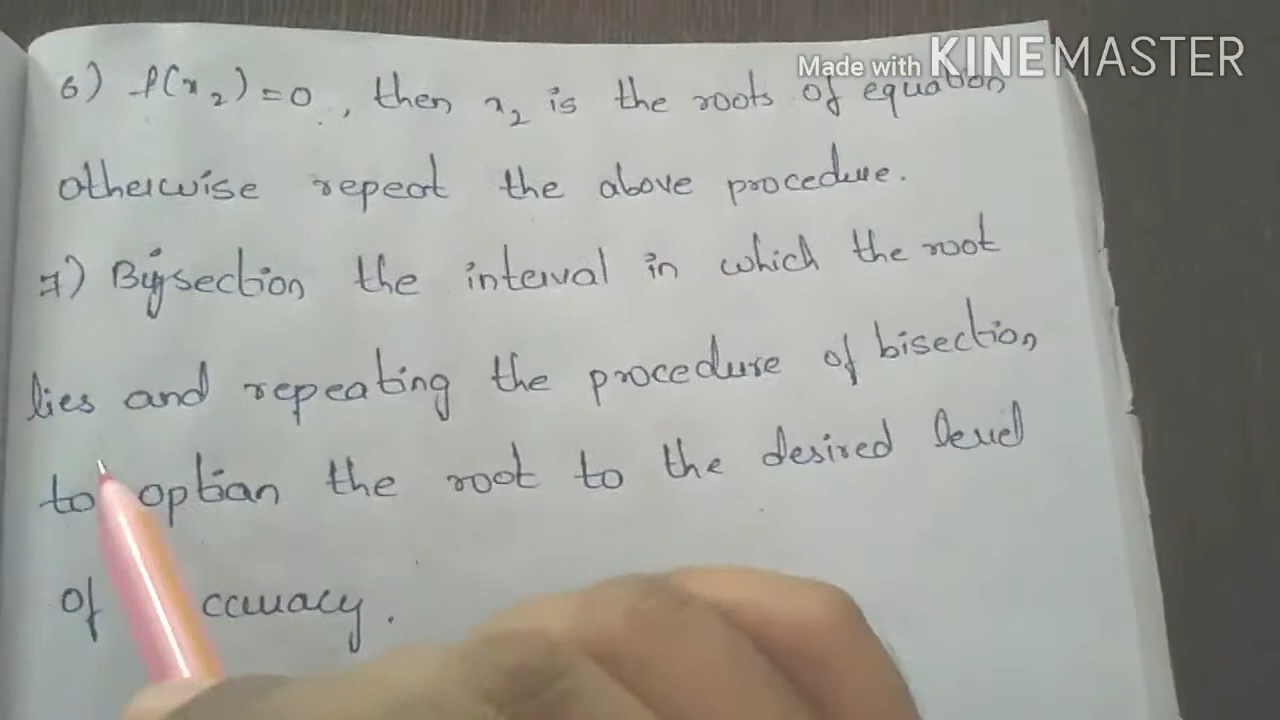 Made with KINEMASTER
6) f(x₂)=0, then x₂ is the roots of equation
otherwise repeat the above procedure.
7) Bisection the interval in which the root
lies and repeating the procedure of bisection
to optian the root to the desired level
of ccuracy.